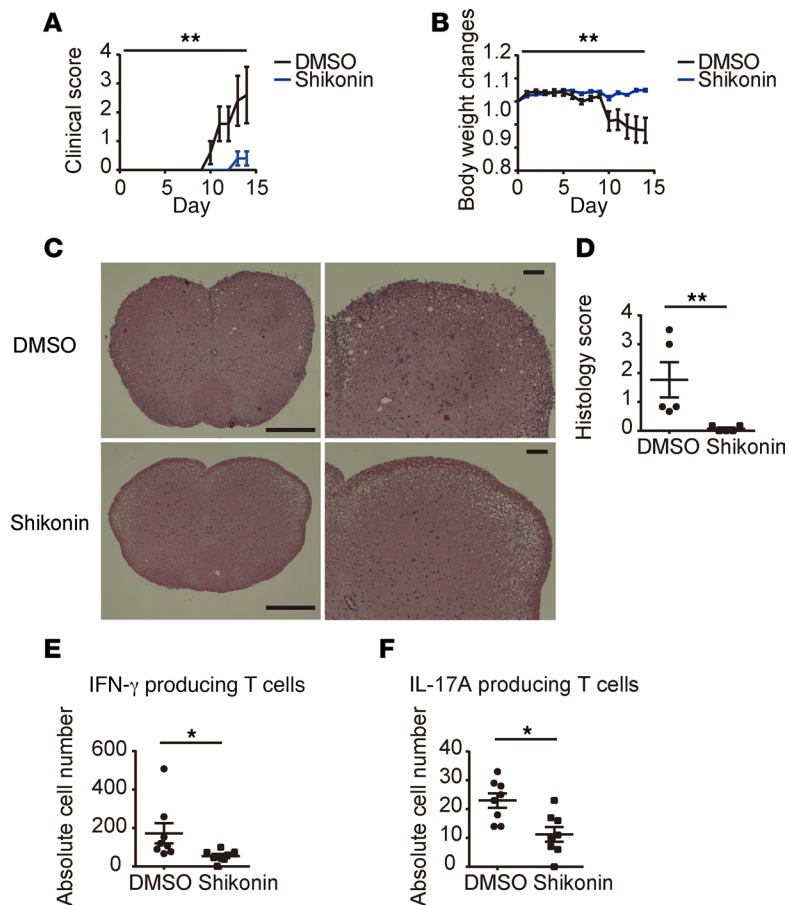 A
**
DMSO
Shikonin
Clinical score
4
3
2
1
0
0
5
10
15
Day
B
**
DMSO
Shikonin
Body weight changes
1.2
1.1
1.0
0.9
0.8
0
5
10
15
Day
C
DMSO
Shikonin
D
**
Histology score
4
3
2
1
0
DMSO Shikonin
E
IFN-γ producing T cells
*
Absolute cell number
600
400
200
0
DMSO Shikonin
F
IL-17A producing T cells
*
Absolute cell number
40
30
20
10
0
DMSO Shikonin